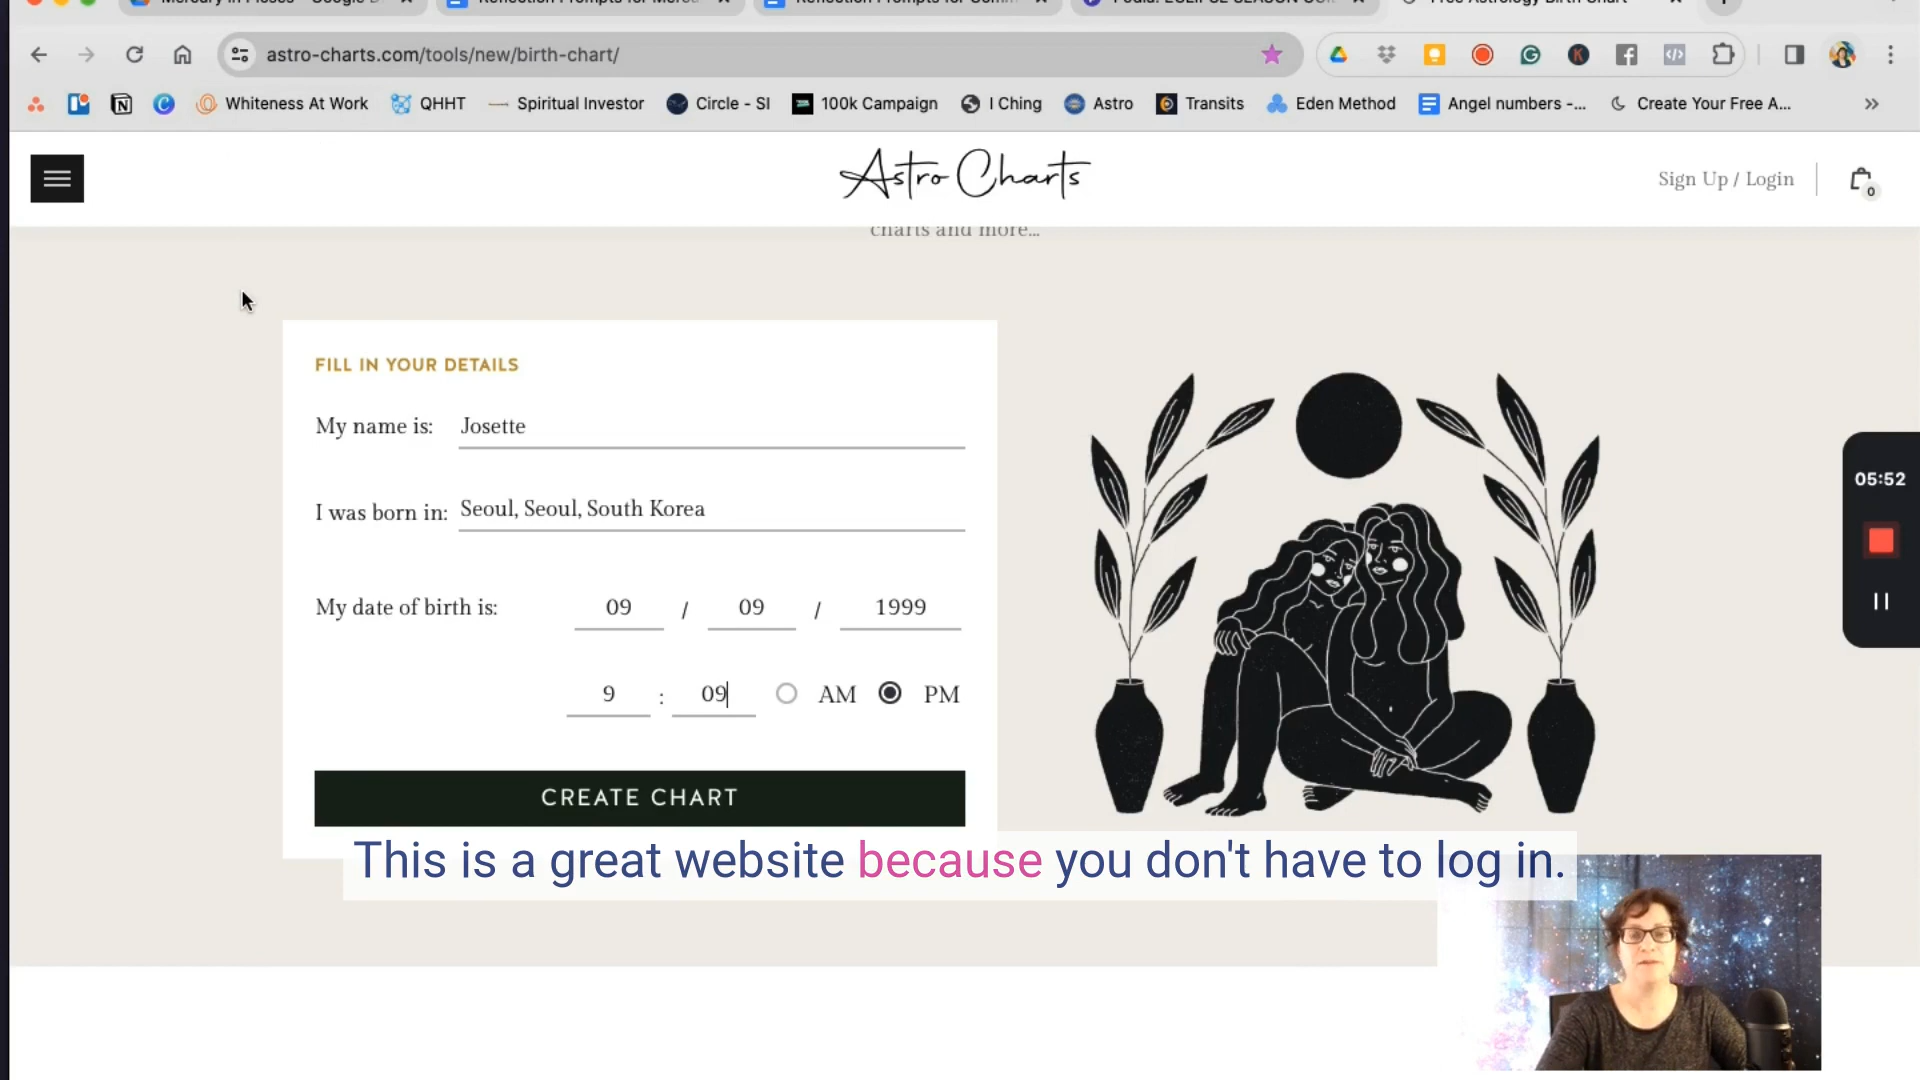 astro-charts.com/tools/new/birth-chart/
Whiteness At Work QHHT Spiritual Investor Circle - SI 100k Campaign I Ching Astro Transits Eden Method Angel numbers -... Create Your Free A...
Astro Charts
Sign Up / Login
0
charts and more...
FILL IN YOUR DETAILS
My name is: Josette
I was born in: Seoul, Seoul, South Korea
My date of birth is: 09 / 09 / 1999
9 : 09 AM PM
CREATE CHART
05:52
This is a great website because you don't have to log in.